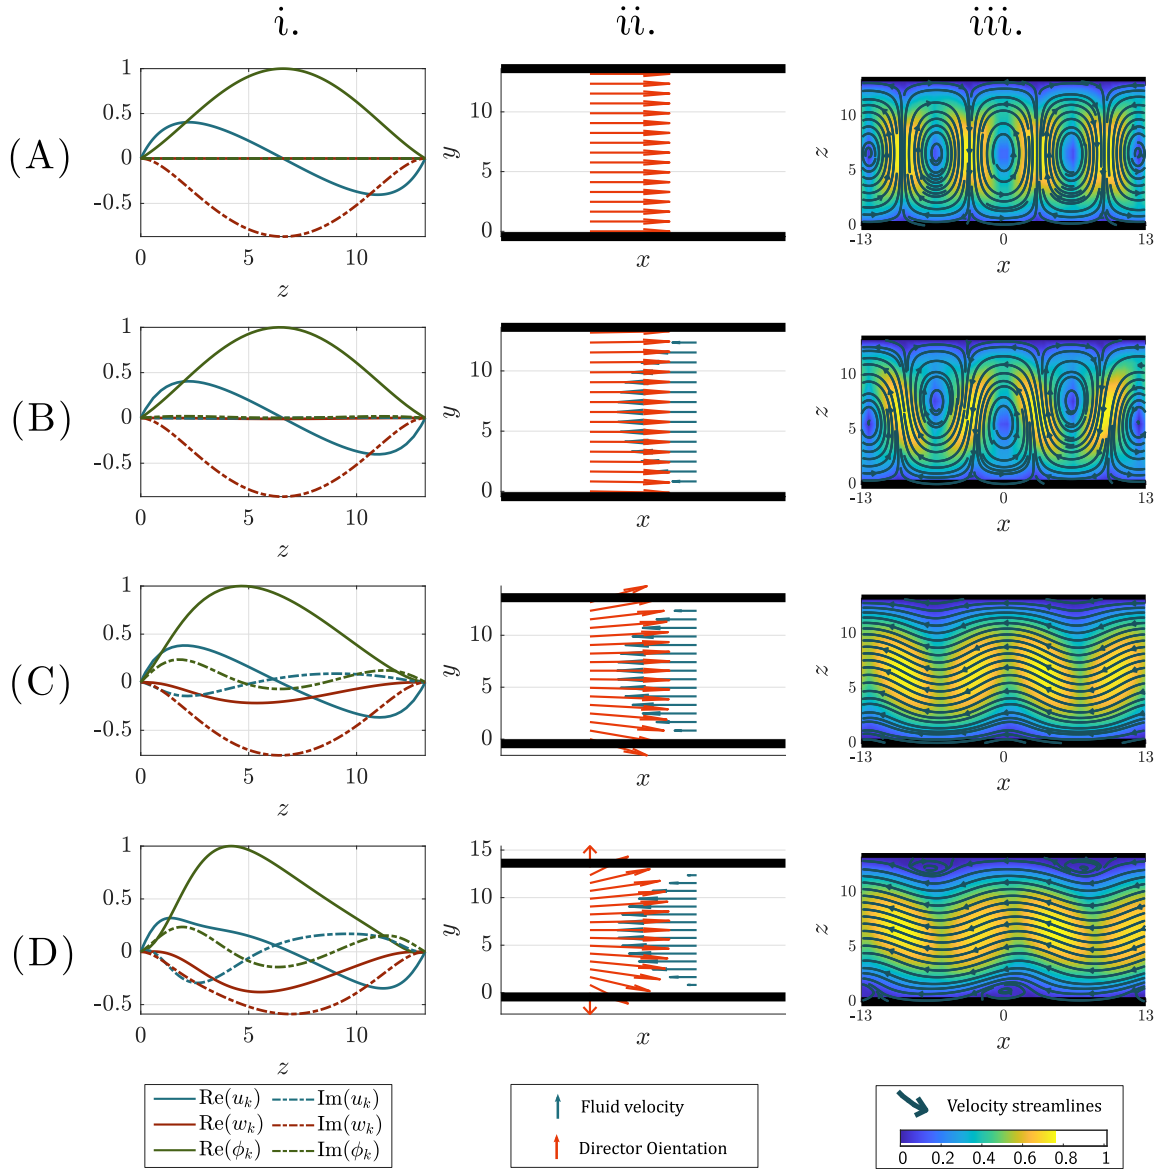 i.
ii.
iii.
(A)
1
0.5
0
-0.5
0
5
10
z
y
10
5
0
x
z
10
5
0
-13
0
13
x
(B)
1
0.5
0
-0.5
0
5
10
z
y
10
5
0
x
z
10
5
0
-13
0
13
x
(C)
1
0.5
0
-0.5
0
5
10
z
y
10
5
0
x
z
10
5
0
-13
0
13
x
(D)
1
0.5
0
-0.5
0
5
10
z
y
15
10
5
0
x
z
10
5
0
-13
0
13
x
Re(u_k) Im(u_k)
Re(w_k) Im(w_k)
Re(ϕ_k) Im(ϕ_k)
Fluid velocity
Director Oientation
Velocity streamlines
0 0.2 0.4 0.6 0.8 1